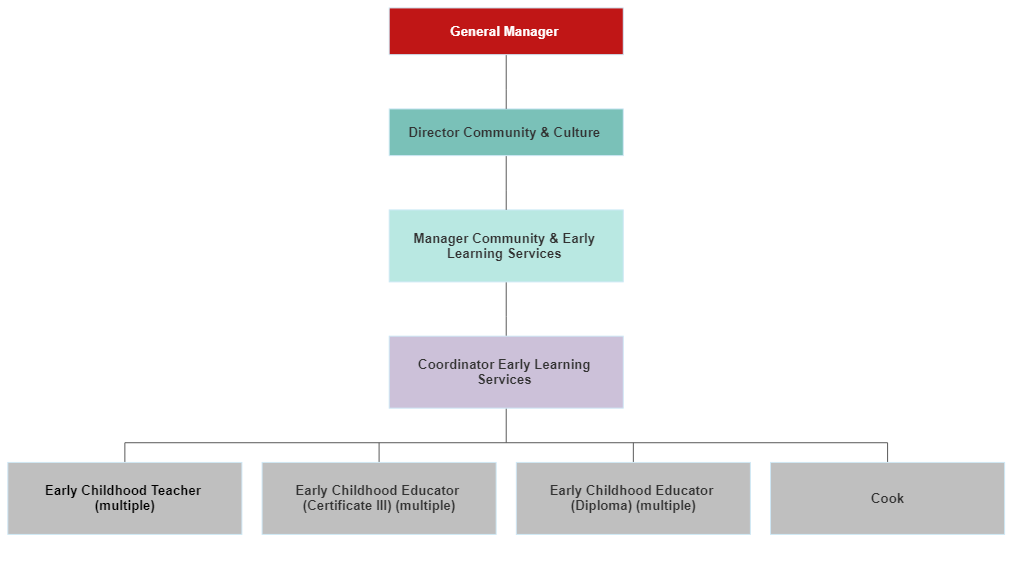 General Manager
Director Community & Culture
Manager Community & Early
Learning Services
Coordinator Early Learning
Services
Early Childhood Teacher
(multiple)
Early Childhood Educator
(Certificate III) (multiple)
Early Childhood Educator
(Diploma) (multiple)
Cook